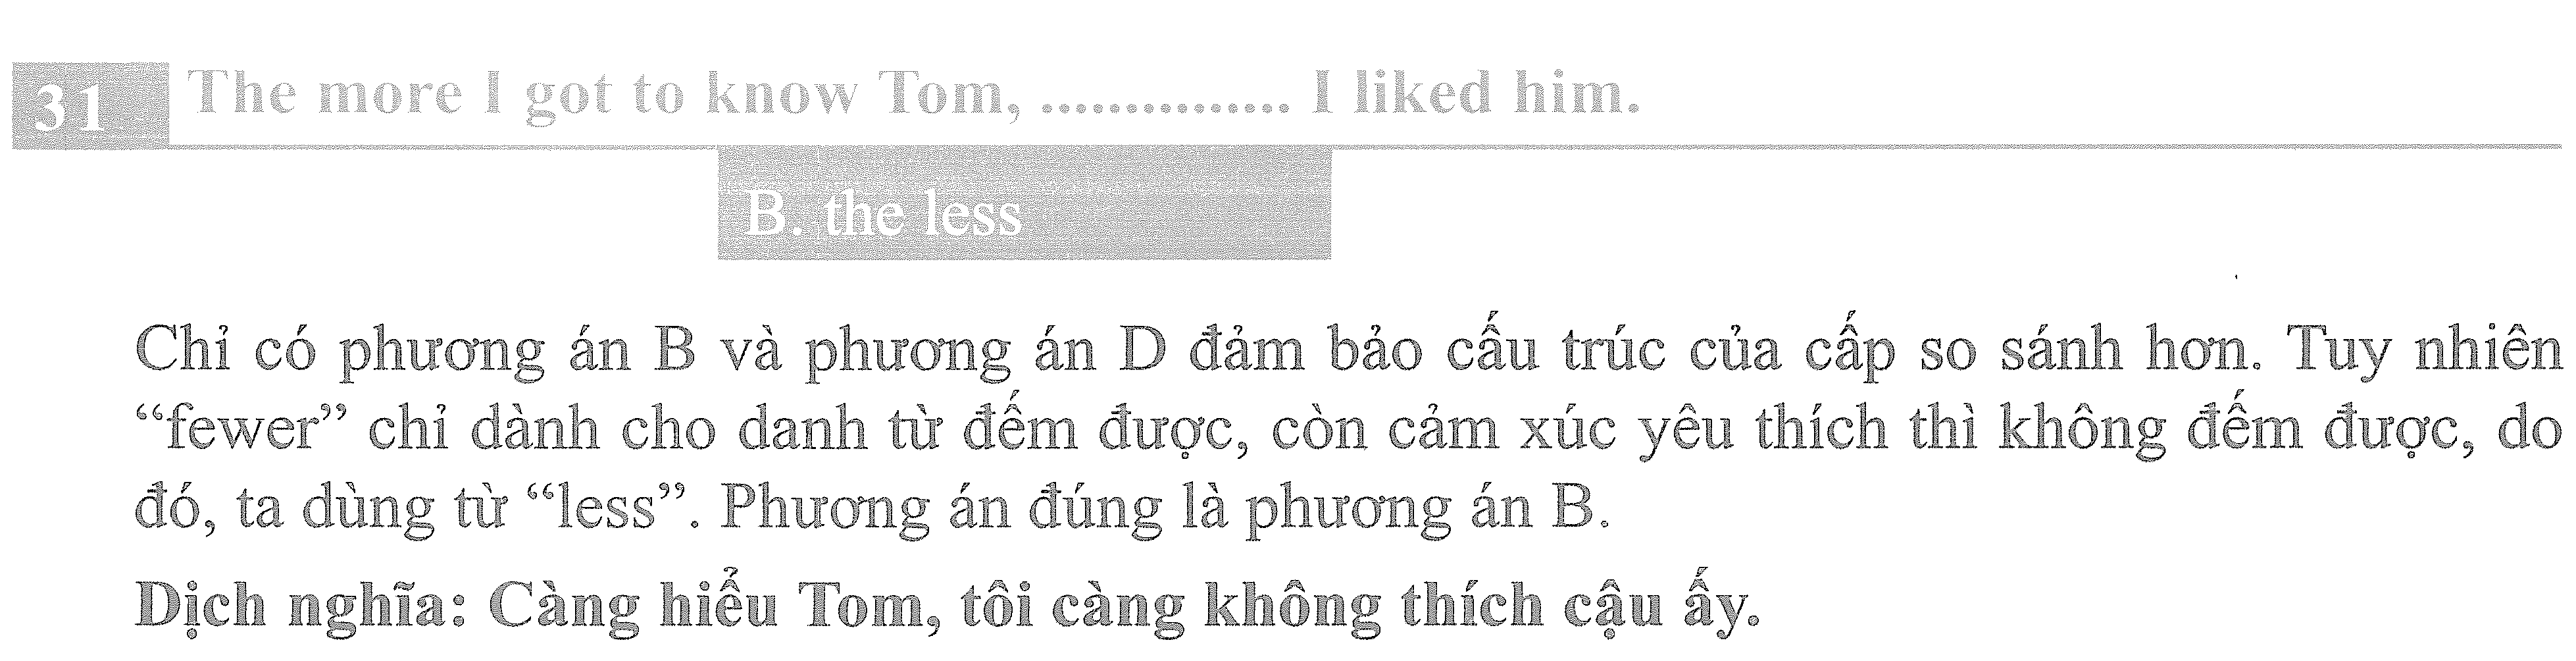 31 The more I got to know Tom, .............. I liked him.
B. the less
Chỉ có phương án B và phương án D đảm bảo cấu trúc của cấp so sánh hơn. Tuy nhiên
“fewer” chỉ dành cho danh từ đếm được, còn cảm xúc yêu thích thì không đếm được, do
đó, ta dùng từ “less”. Phương án đúng là phương án B.
Dịch nghĩa: Càng hiểu Tom, tôi càng không thích cậu ấy.